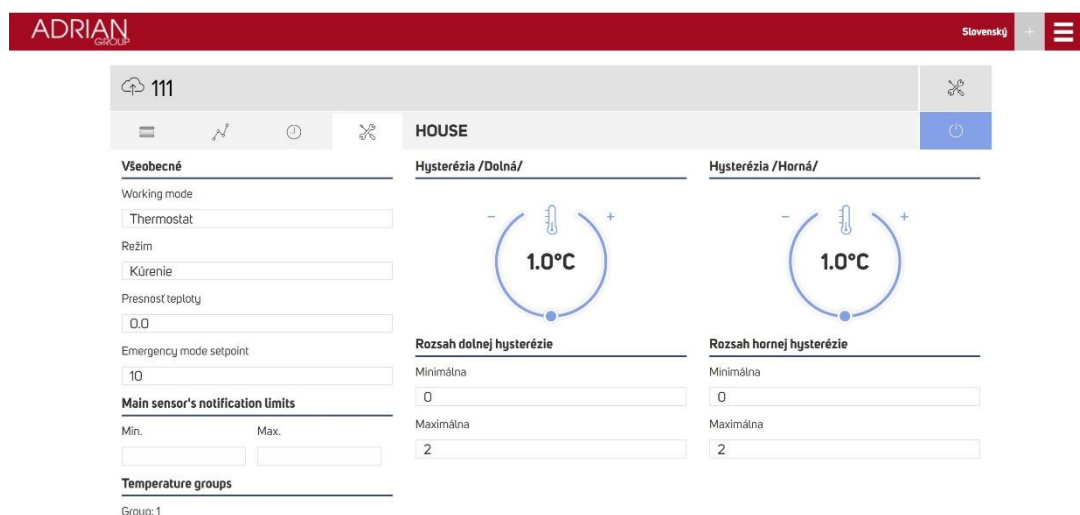 ADRIAN
GROUP
Slovenský
+
111
HOUSE
Všeobecné
Working mode
Thermostat
Režim
Kúrenie
Presnosť teploty
0.0
Emergency mode setpoint
10
Main sensor's notification limits
Min. Max.
Temperature groups
Group: 1
Hysterézia /Dolná/
- +
1.0°C
Rozsah dolnej hysterézie
Minimálna
0
Maximálna
2
Hysterézia /Horná/
- +
1.0°C
Rozsah hornej hysterézie
Minimálna
0
Maximálna
2